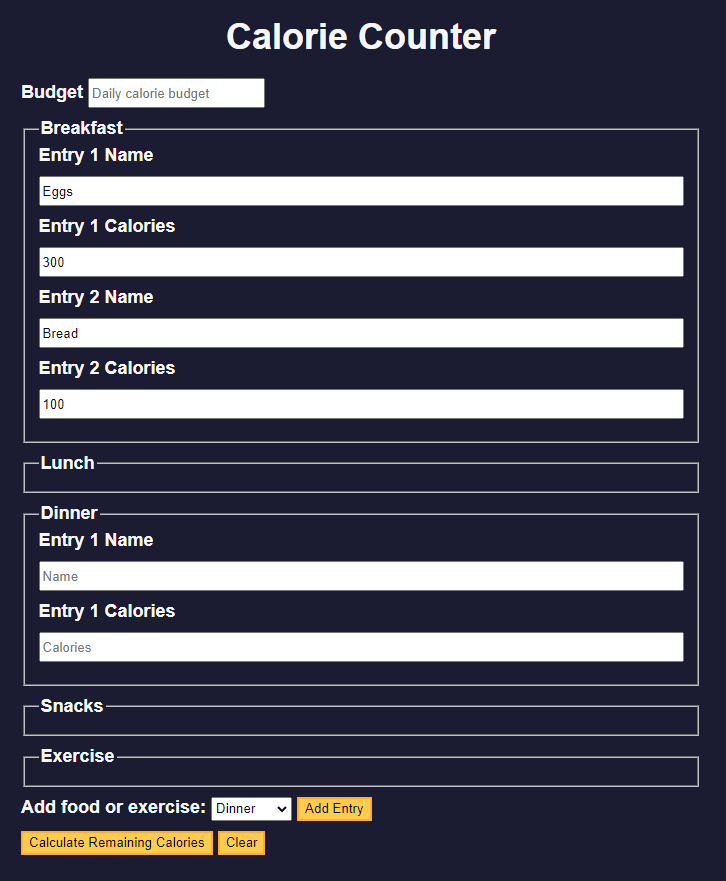 Calorie Counter
Budget Daily calorie budget
Breakfast
Entry 1 Name
Eggs
Entry 1 Calories
300
Entry 2 Name
Bread
Entry 2 Calories
100
Lunch
Dinner
Entry 1 Name
Name
Entry 1 Calories
Calories
Snacks
Exercise
Add food or exercise: Dinner Add Entry
Calculate Remaining Calories Clear